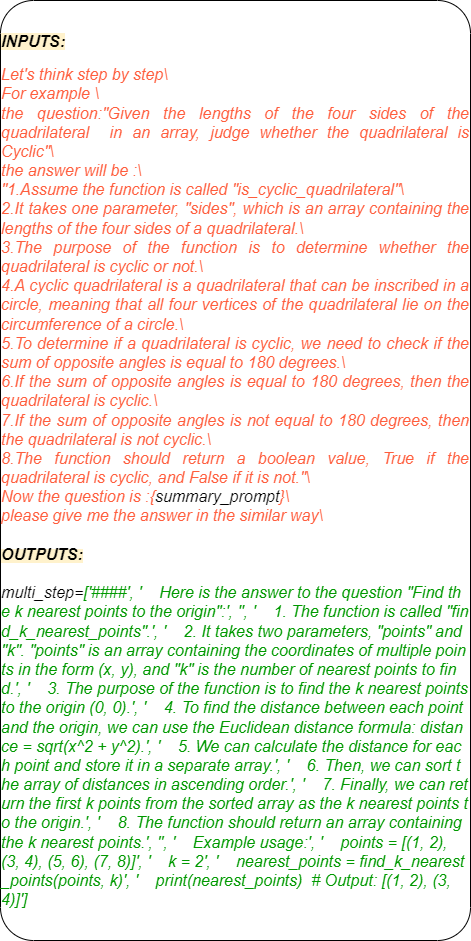 INPUTS:
Let's think step by step\
For example \
the question:"Given the lengths of the four sides of the
quadrilateral in an array, judge whether the quadrilateral is
Cyclic"\
the answer will be :\
"1.Assume the function is called "is_cyclic_quadrilateral"\
2.It takes one parameter, "sides", which is an array containing the
lengths of the four sides of a quadrilateral.\
3.The purpose of the function is to determine whether the
quadrilateral is cyclic or not.\
4.A cyclic quadrilateral is a quadrilateral that can be inscribed in a
circle, meaning that all four vertices of the quadrilateral lie on the
circumference of a circle.\
5.To determine if a quadrilateral is cyclic, we need to check if the
sum of opposite angles is equal to 180 degrees.\
6.If the sum of opposite angles is equal to 180 degrees, then the
quadrilateral is cyclic.\
7.If the sum of opposite angles is not equal to 180 degrees, then
the quadrilateral is not cyclic.\
8.The function should return a boolean value, True if the
quadrilateral is cyclic, and False if it is not."\
Now the question is :{summary_prompt}\
please give me the answer in the similar way\
OUTPUTS:
multi_step=['####', '    Here is the answer to the question "Find th
e k nearest points to the origin":', '', '    1. The function is called "fin
d_k_nearest_points".', '    2. It takes two parameters, "points" and
"k". "points" is an array containing the coordinates of multiple poin
ts in the form (x, y), and "k" is the number of nearest points to fin
d.', '    3. The purpose of the function is to find the k nearest points
to the origin (0, 0).', '    4. To find the distance between each point
and the origin, we can use the Euclidean distance formula: distan
ce = sqrt(x^2 + y^2).', '    5. We can calculate the distance for eac
h point and store it in a separate array.', '    6. Then, we can sort t
he array of distances in ascending order.', '    7. Finally, we can ret
urn the first k points from the sorted array as the k nearest points t
o the origin.', '    8. The function should return an array containing
the k nearest points.', '', '    Example usage:', '    points = [(1, 2),
(3, 4), (5, 6), (7, 8)]', '    k = 2', '    nearest_points = find_k_nearest
_points(points, k)', '    print(nearest_points)  # Output: [(1, 2), (3,
4)]']